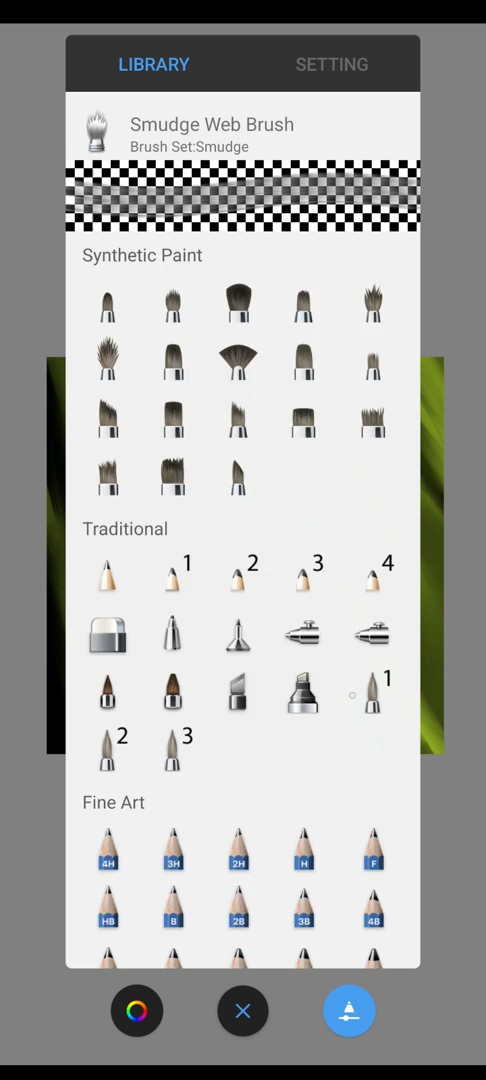 LIBRARY SETTING
Smudge Web Brush
Brush Set:Smudge
Synthetic Paint
Traditional
1 2 3 4
1
2 3
Fine Art
4H 3H 2H H F
HB B 2B 3B 4B